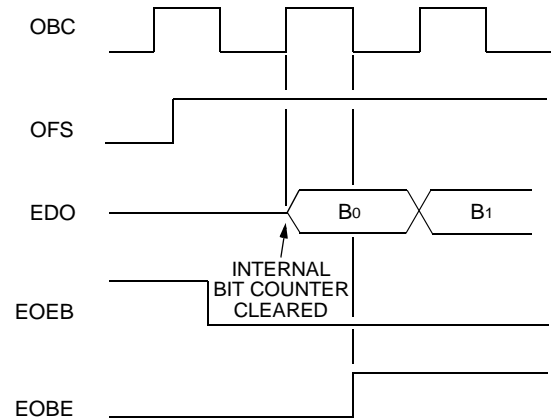 OBC
OFS
EDO
B0
B1
INTERNAL
BIT COUNTER
CLEARED
EOEB
EOBE